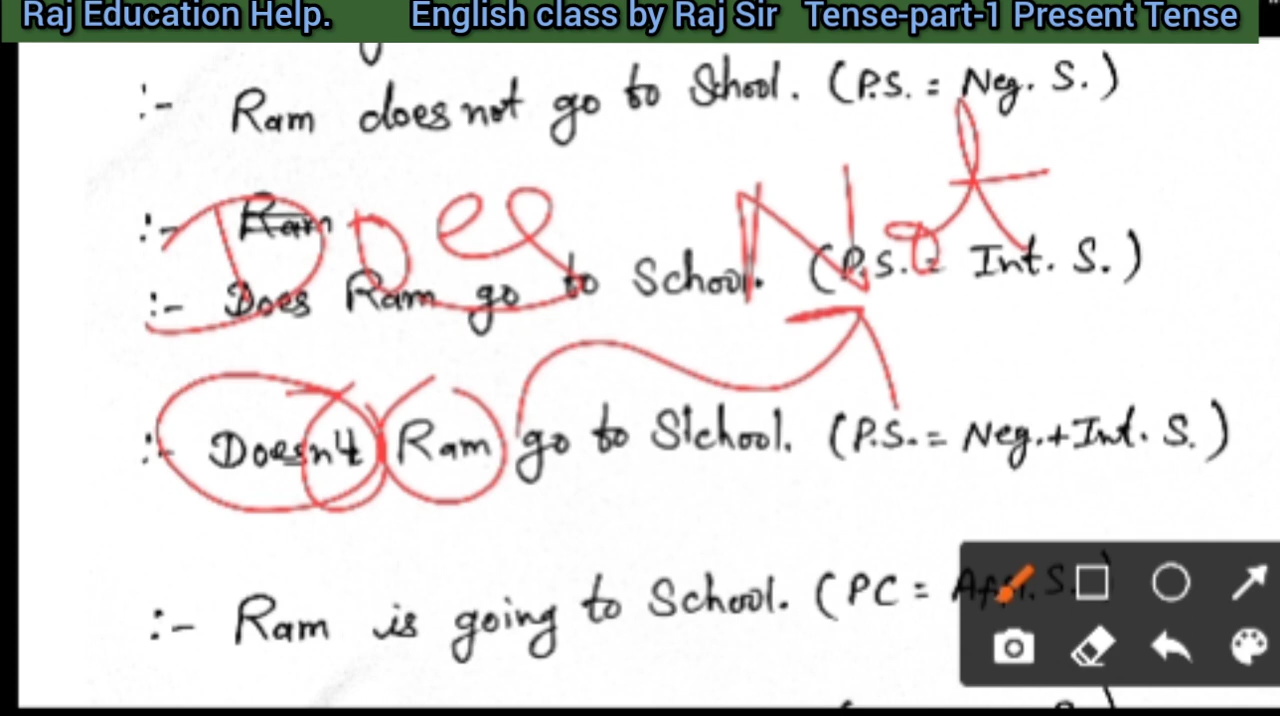 Raj Education Help. English class by Raj Sir Tense-part-1 Present Tense
:- Ram does not go to School. (P.S. = Neg. S.)
Does Not
:- Ram
:- Does Ram go to School. (P.S. = Int. S.)
:- Doesn't Ram go to School. (P.S. = Neg.+Int. S.)
:- Ram is going to School. (PC = Aff. S.)